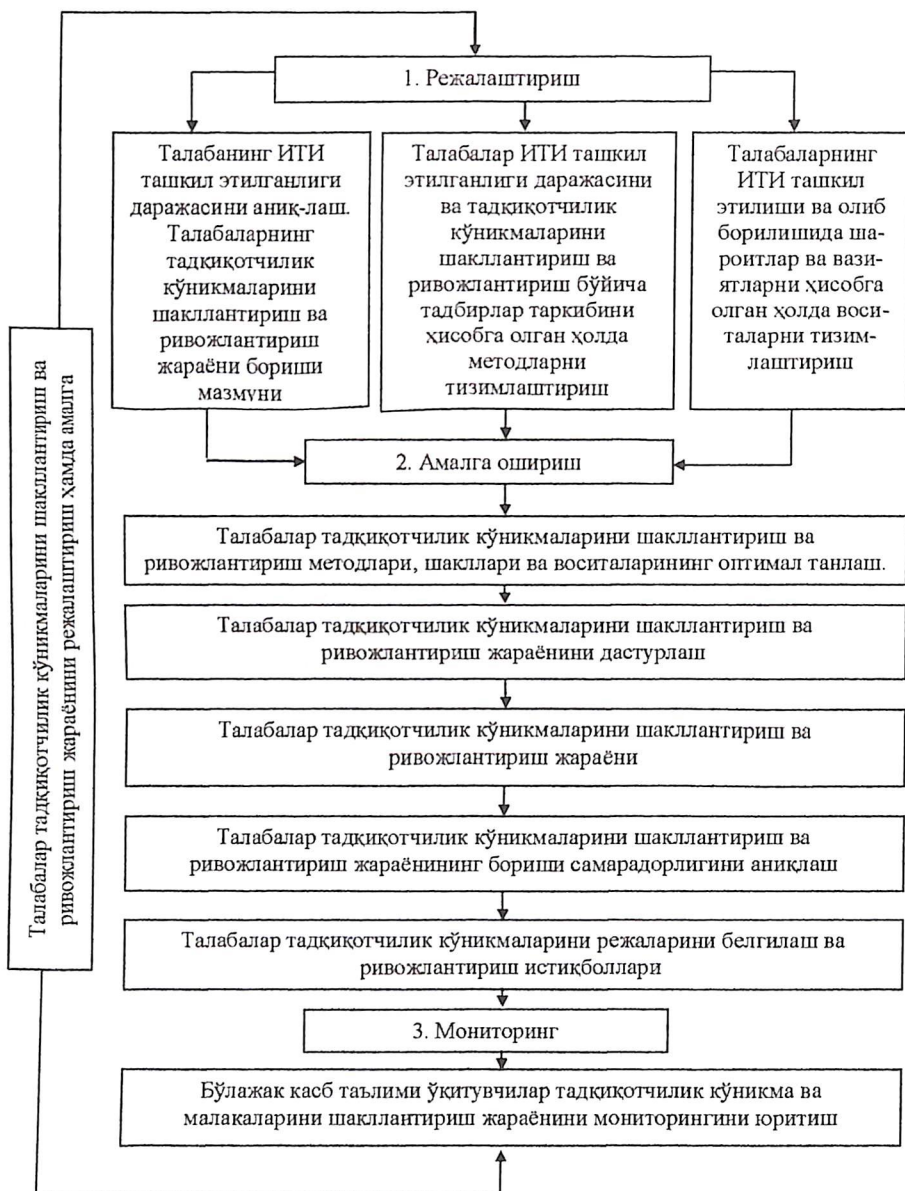 1. Режалаштириш
Талабанинг ИТИ
ташкил этилганлиги
даражасини аниқ-лаш.
Талабаларнинг
тадқиқотчилик
кўникмаларини
шакллантириш ва
ривожлантириш
жараёни бориши
мазмуни
Талабалар ИТИ ташкил
этилганлиги даражасини
ва тадқиқотчилик
кўникмаларини
шакллантириш ва
ривожлантириш бўйича
тадбирлар таркибини
ҳисобга олган ҳолда
методларни
тизимлаштириш
Талабаларнинг
ИТИ ташкил
этилиши ва олиб
борилишида ша-
роитлар ва вази-
ятларни ҳисобга
олган ҳолда воси-
таларни тизим-
лаштириш
Талабалар тадқиқотчилик кўникмаларини шакллантириш ва
ривожлантириш жараёнини режалаштириш ҳамда амалга
2. Амалга ошириш
Талабалар тадқиқотчилик кўникмаларини шакллантириш ва
ривожлантириш методлари, шакллари ва воситаларининг оптимал танлаш.
Талабалар тадқиқотчилик кўникмаларини шакллантириш ва
ривожлантириш жараёнини дастурлаш
Талабалар тадқиқотчилик кўникмаларини шакллантириш ва
ривожлантириш жараёни
Талабалар тадқиқотчилик кўникмаларини шакллантириш ва
ривожлантириш жараёнининг бориши самарадорлигини аниқлаш
Талабалар тадқиқотчилик кўникмаларини режаларини белгилаш ва
ривожлантириш истиқболлари
3. Мониторинг
Бўлажак касб таълими ўқитувчилар тадқиқотчилик кўникма ва
малакаларини шакллантириш жараёнини мониторингини юритиш